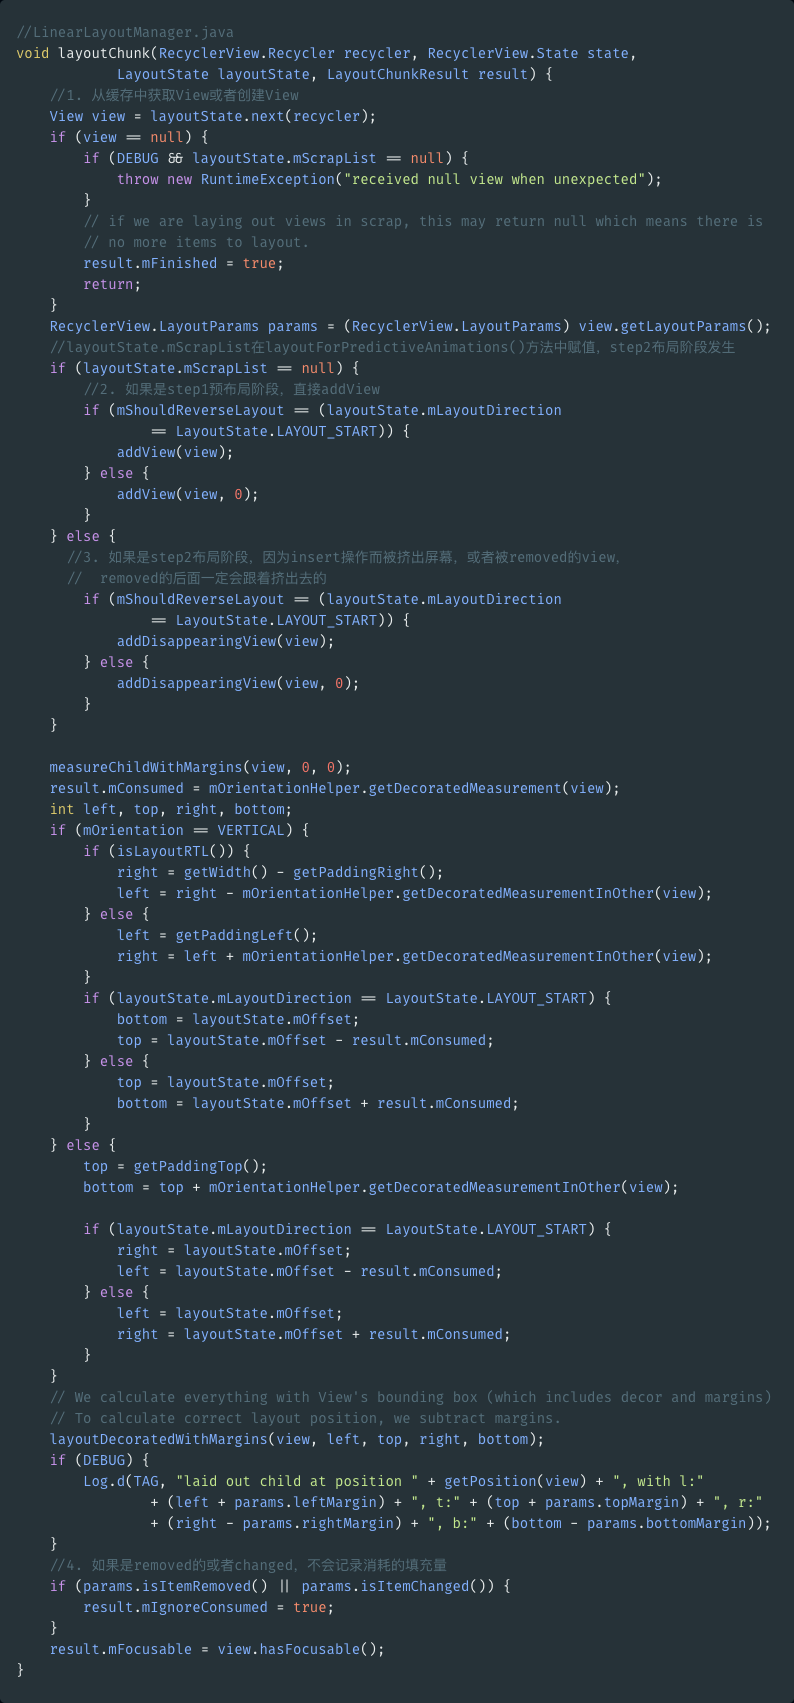 //LinearLayoutManager.java
void layoutChunk(RecyclerView.Recycler recycler, RecyclerView.State state,
            LayoutState layoutState, LayoutChunkResult result) {
    //1. 从缓存中获取View或者创建View
    View view = layoutState.next(recycler);
    if (view == null) {
        if (DEBUG && layoutState.mScrapList == null) {
            throw new RuntimeException("received null view when unexpected");
        }
        // if we are laying out views in scrap, this may return null which means there is
        // no more items to layout.
        result.mFinished = true;
        return;
    }
    RecyclerView.LayoutParams params = (RecyclerView.LayoutParams) view.getLayoutParams();
    //layoutState.mScrapList在layoutForPredictiveAnimations()方法中赋值，step2布局阶段发生
    if (layoutState.mScrapList == null) {
        //2. 如果是step1预布局阶段，直接addView
        if (mShouldReverseLayout == (layoutState.mLayoutDirection
                == LayoutState.LAYOUT_START)) {
            addView(view);
        } else {
            addView(view, 0);
        }
    } else {
      //3. 如果是step2布局阶段，因为insert操作而被挤出屏幕，或者被removed的view，
      //  removed的后面一定会跟着挤出去的
        if (mShouldReverseLayout == (layoutState.mLayoutDirection
                == LayoutState.LAYOUT_START)) {
            addDisappearingView(view);
        } else {
            addDisappearingView(view, 0);
        }
    }

    measureChildWithMargins(view, 0, 0);
    result.mConsumed = mOrientationHelper.getDecoratedMeasurement(view);
    int left, top, right, bottom;
    if (mOrientation == VERTICAL) {
        if (isLayoutRTL()) {
            right = getWidth() - getPaddingRight();
            left = right - mOrientationHelper.getDecoratedMeasurementInOther(view);
        } else {
            left = getPaddingLeft();
            right = left + mOrientationHelper.getDecoratedMeasurementInOther(view);
        }
        if (layoutState.mLayoutDirection == LayoutState.LAYOUT_START) {
            bottom = layoutState.mOffset;
            top = layoutState.mOffset - result.mConsumed;
        } else {
            top = layoutState.mOffset;
            bottom = layoutState.mOffset + result.mConsumed;
        }
    } else {
        top = getPaddingTop();
        bottom = top + mOrientationHelper.getDecoratedMeasurementInOther(view);

        if (layoutState.mLayoutDirection == LayoutState.LAYOUT_START) {
            right = layoutState.mOffset;
            left = layoutState.mOffset - result.mConsumed;
        } else {
            left = layoutState.mOffset;
            right = layoutState.mOffset + result.mConsumed;
        }
    }
    // We calculate everything with View's bounding box (which includes decor and margins)
    // To calculate correct layout position, we subtract margins.
    layoutDecoratedWithMargins(view, left, top, right, bottom);
    if (DEBUG) {
        Log.d(TAG, "laid out child at position " + getPosition(view) + ", with l:"
                + (left + params.leftMargin) + ", t:" + (top + params.topMargin) + ", r:"
                + (right - params.rightMargin) + ", b:" + (bottom - params.bottomMargin));
    }
    //4. 如果是removed的或者changed，不会记录消耗的填充量
    if (params.isItemRemoved() || params.isItemChanged()) {
        result.mIgnoreConsumed = true;
    }
    result.mFocusable = view.hasFocusable();
}